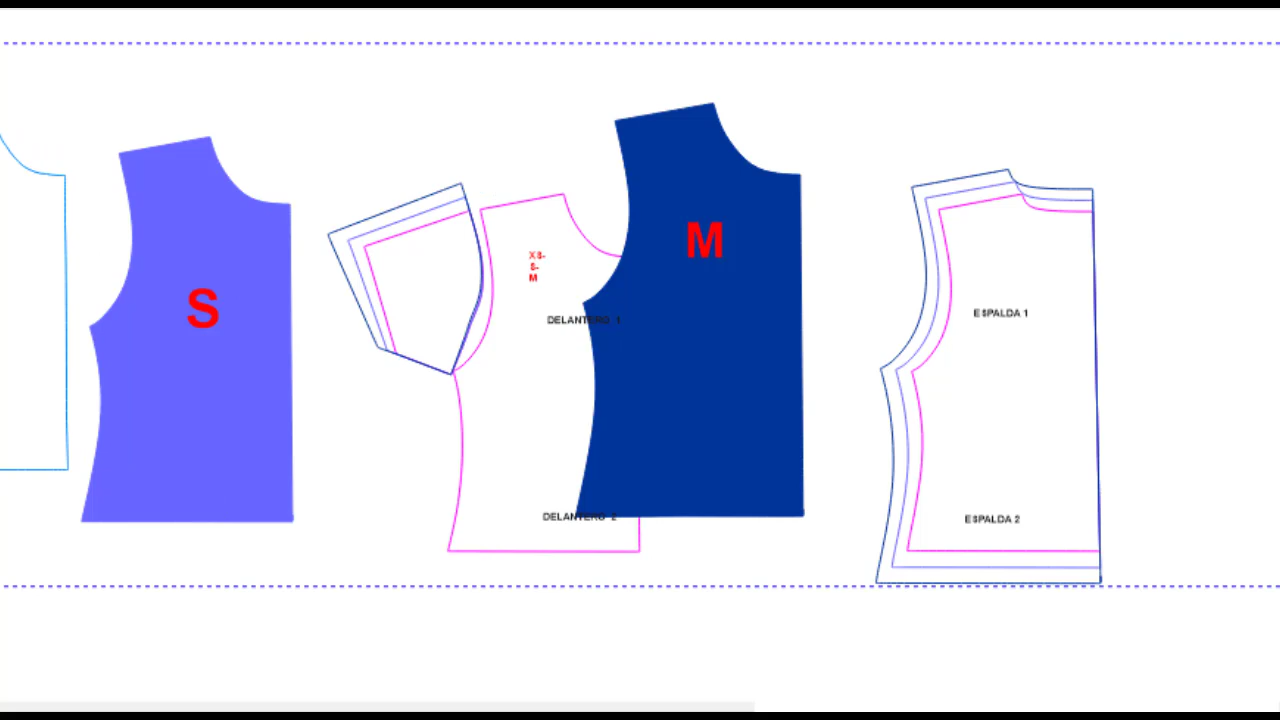 S
M
XS-
S-
M
DELANTERO 1
DELANTERO 2
ESPALDA 1
ESPALDA 2